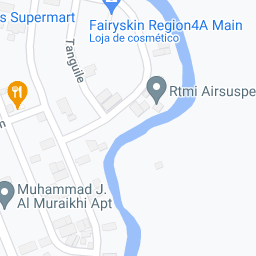 s Supermart
Fairyskin Region4A Main
Loja de cosmético
Tanguile
Rtmi Airsuspe
n
Muhammad J.
Al Muraikhi Apt